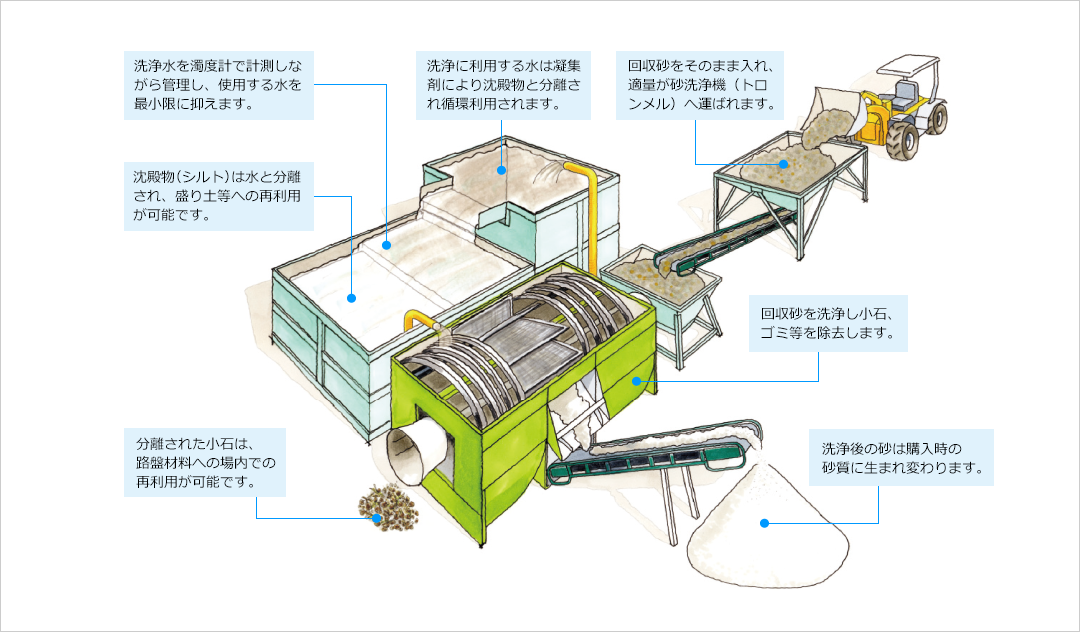 洗浄水を濁度計で計測しな
がら管理し、使用する水を
最小限に抑えます。
洗浄に利用する水は凝集
剤により沈殿物と分離さ
れ循環利用されます。
回収砂をそのまま入れ、
適量が砂洗浄機（トロ
ンメル）へ運ばれます。
沈殿物（シルト）は水と分離
され、盛り土等への再利用
が可能です。
回収砂を洗浄し小石、
ゴミ等を除去します。
分離された小石は、
路盤材料への場内での
再利用が可能です。
洗浄後の砂は購入時の
砂質に生まれ変わります。